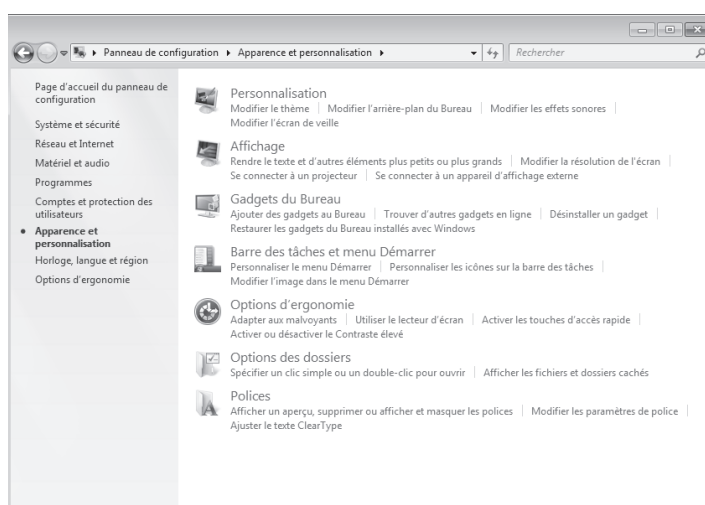 Panneau de configuration Apparence et personnalisation
Rechercher
Page d'accueil du panneau de
configuration
Système et sécurité
Réseau et Internet
Matériel et audio
Programmes
Comptes et protection des
utilisateurs
Apparence et
personnalisation
Horloge, langue et région
Options d'ergonomie
Personnalisation
Modifier le thème Modifier l'arrière-plan du Bureau Modifier les effets sonores
Modifier l'écran de veille
Affichage
Rendre le texte et d'autres éléments plus petits ou plus grands Modifier la résolution de l'écran
Se connecter à un projecteur Se connecter à un appareil d'affichage externe
Gadgets du Bureau
Ajouter des gadgets au Bureau Trouver d'autres gadgets en ligne Désinstaller un gadget
Restaurer les gadgets du Bureau installés avec Windows
Barre des tâches et menu Démarrer
Personnaliser le menu Démarrer Personnaliser les icônes sur la barre des tâches
Modifier l'image dans le menu Démarrer
Options d'ergonomie
Adapter aux malvoyants Utiliser le lecteur d'écran Activer les touches d'accès rapide
Activer ou désactiver le Contraste élevé
Options des dossiers
Spécifier un clic simple ou un double-clic pour ouvrir Afficher les fichiers et dossiers cachés
Polices
Afficher un aperçu, supprimer ou afficher et masquer les polices Modifier les paramètres de police
Ajuster le texte ClearType